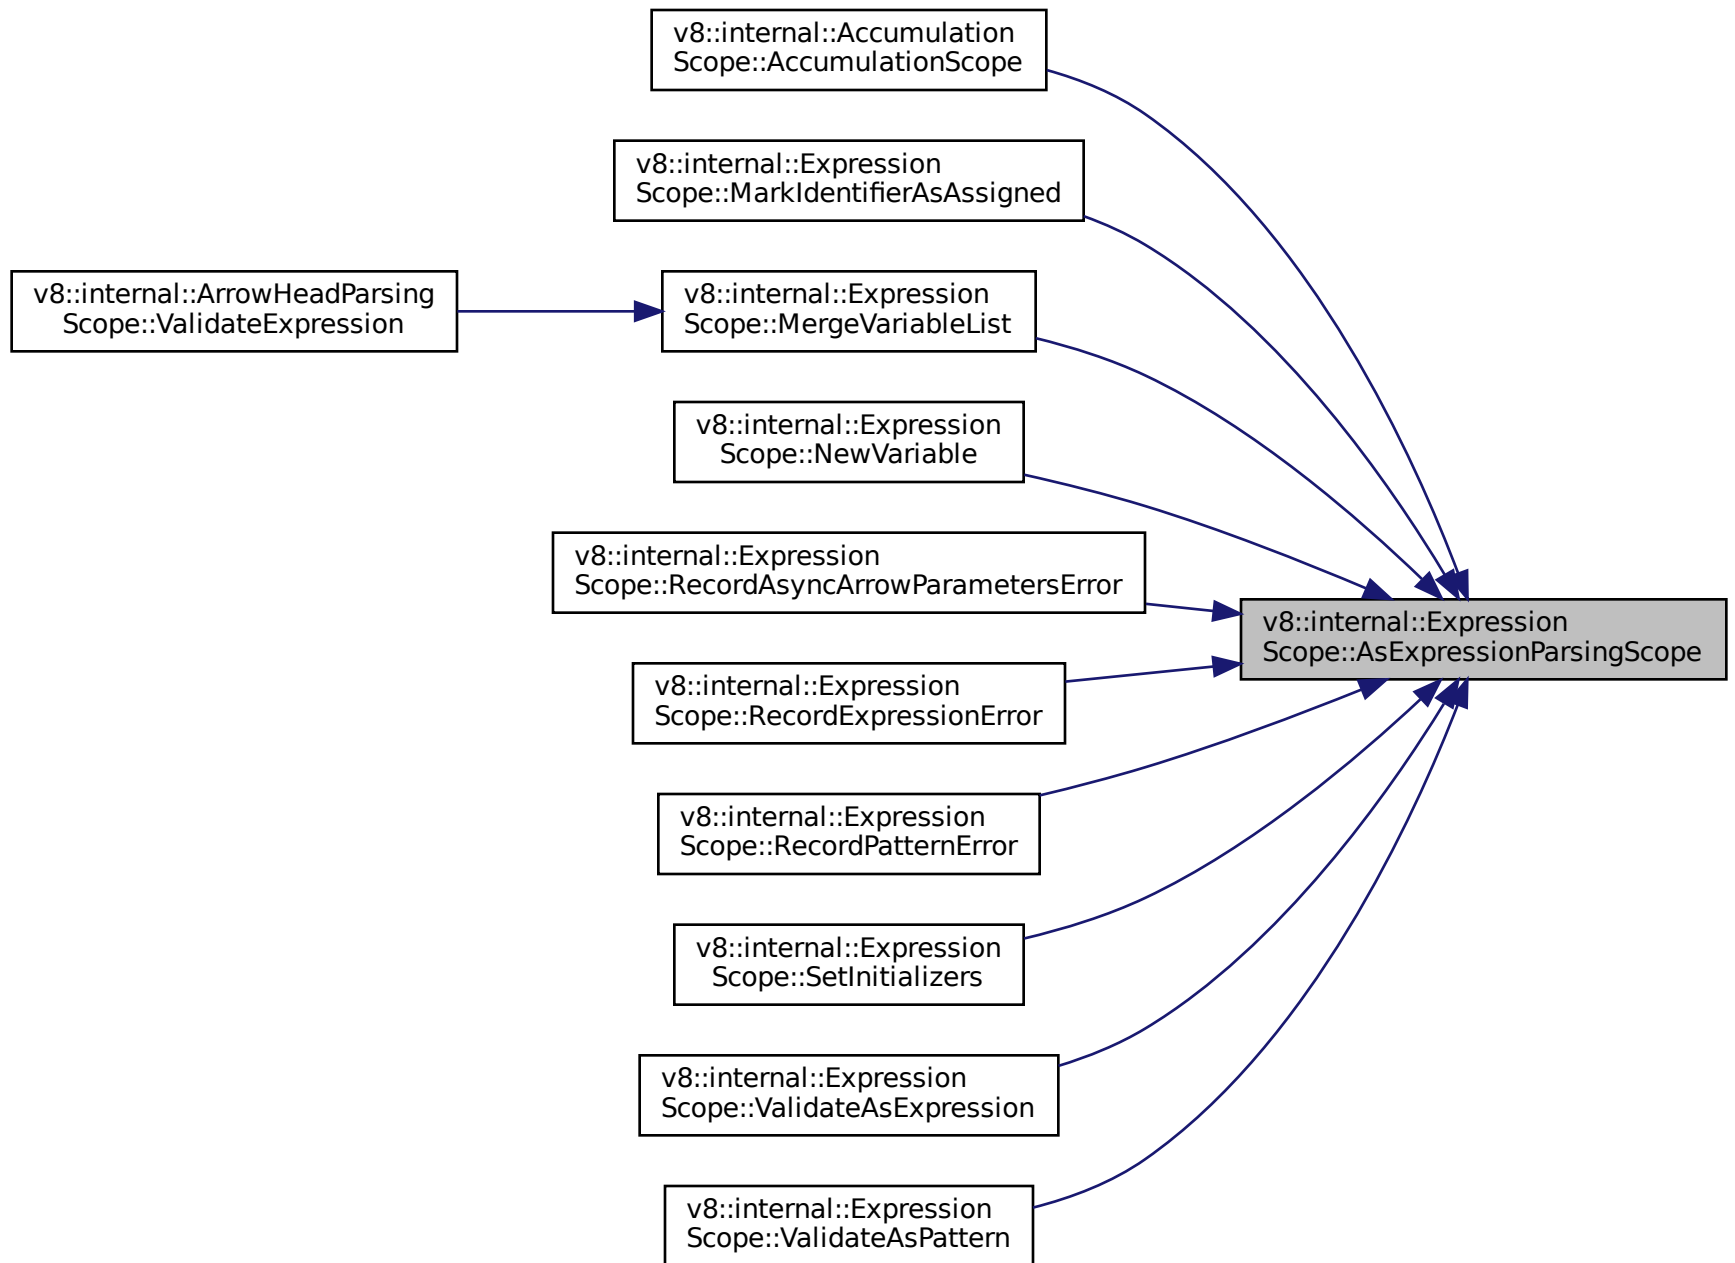 v8::internal::Accumulation
Scope::AccumulationScope
v8::internal::Expression
Scope::MarkIdentifierAsAssigned
v8::internal::ArrowHeadParsing
Scope::ValidateExpression
v8::internal::Expression
Scope::MergeVariableList
v8::internal::Expression
Scope::NewVariable
v8::internal::Expression
Scope::RecordAsyncArrowParametersError
v8::internal::Expression
Scope::AsExpressionParsingScope
v8::internal::Expression
Scope::RecordExpressionError
v8::internal::Expression
Scope::RecordPatternError
v8::internal::Expression
Scope::SetInitializers
v8::internal::Expression
Scope::ValidateAsExpression
v8::internal::Expression
Scope::ValidateAsPattern